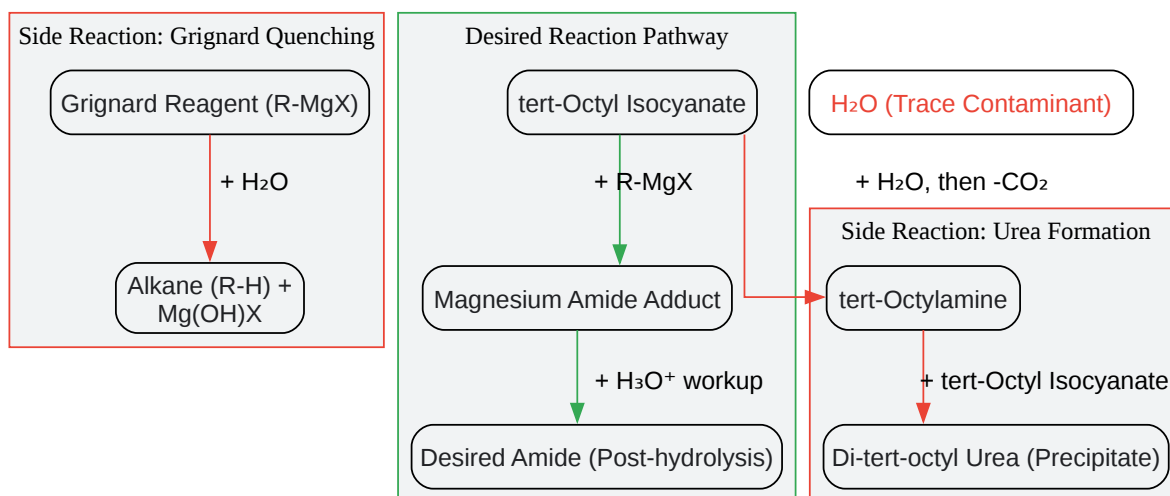 Side Reaction: Grignard Quenching
Grignard Reagent (R-MgX)
+ H₂O
Alkane (R-H) +
Mg(OH)X
Desired Reaction Pathway
tert-Octyl Isocyanate
+ R-MgX
Magnesium Amide Adduct
+ H₃O⁺ workup
Desired Amide (Post-hydrolysis)
H₂O (Trace Contaminant)
+ H₂O, then -CO₂
Side Reaction: Urea Formation
tert-Octylamine
+ tert-Octyl Isocyanate
Di-tert-octyl Urea (Precipitate)